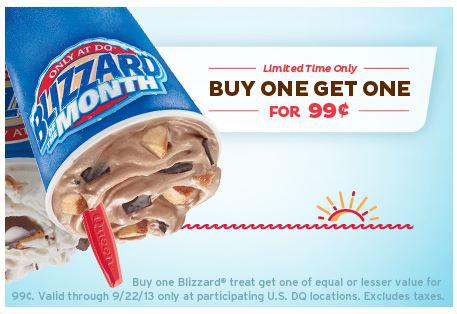 Limited Time Only
BUY ONE GET ONE
FOR 99¢
ONLY AT DQ®
BLIZZARD
OF THE
MONTH
Queen
Buy one Blizzard® treat get one of equal or lesser value for
99¢. Valid through 9/22/13 only at participating U.S. DQ locations. Excludes taxes.